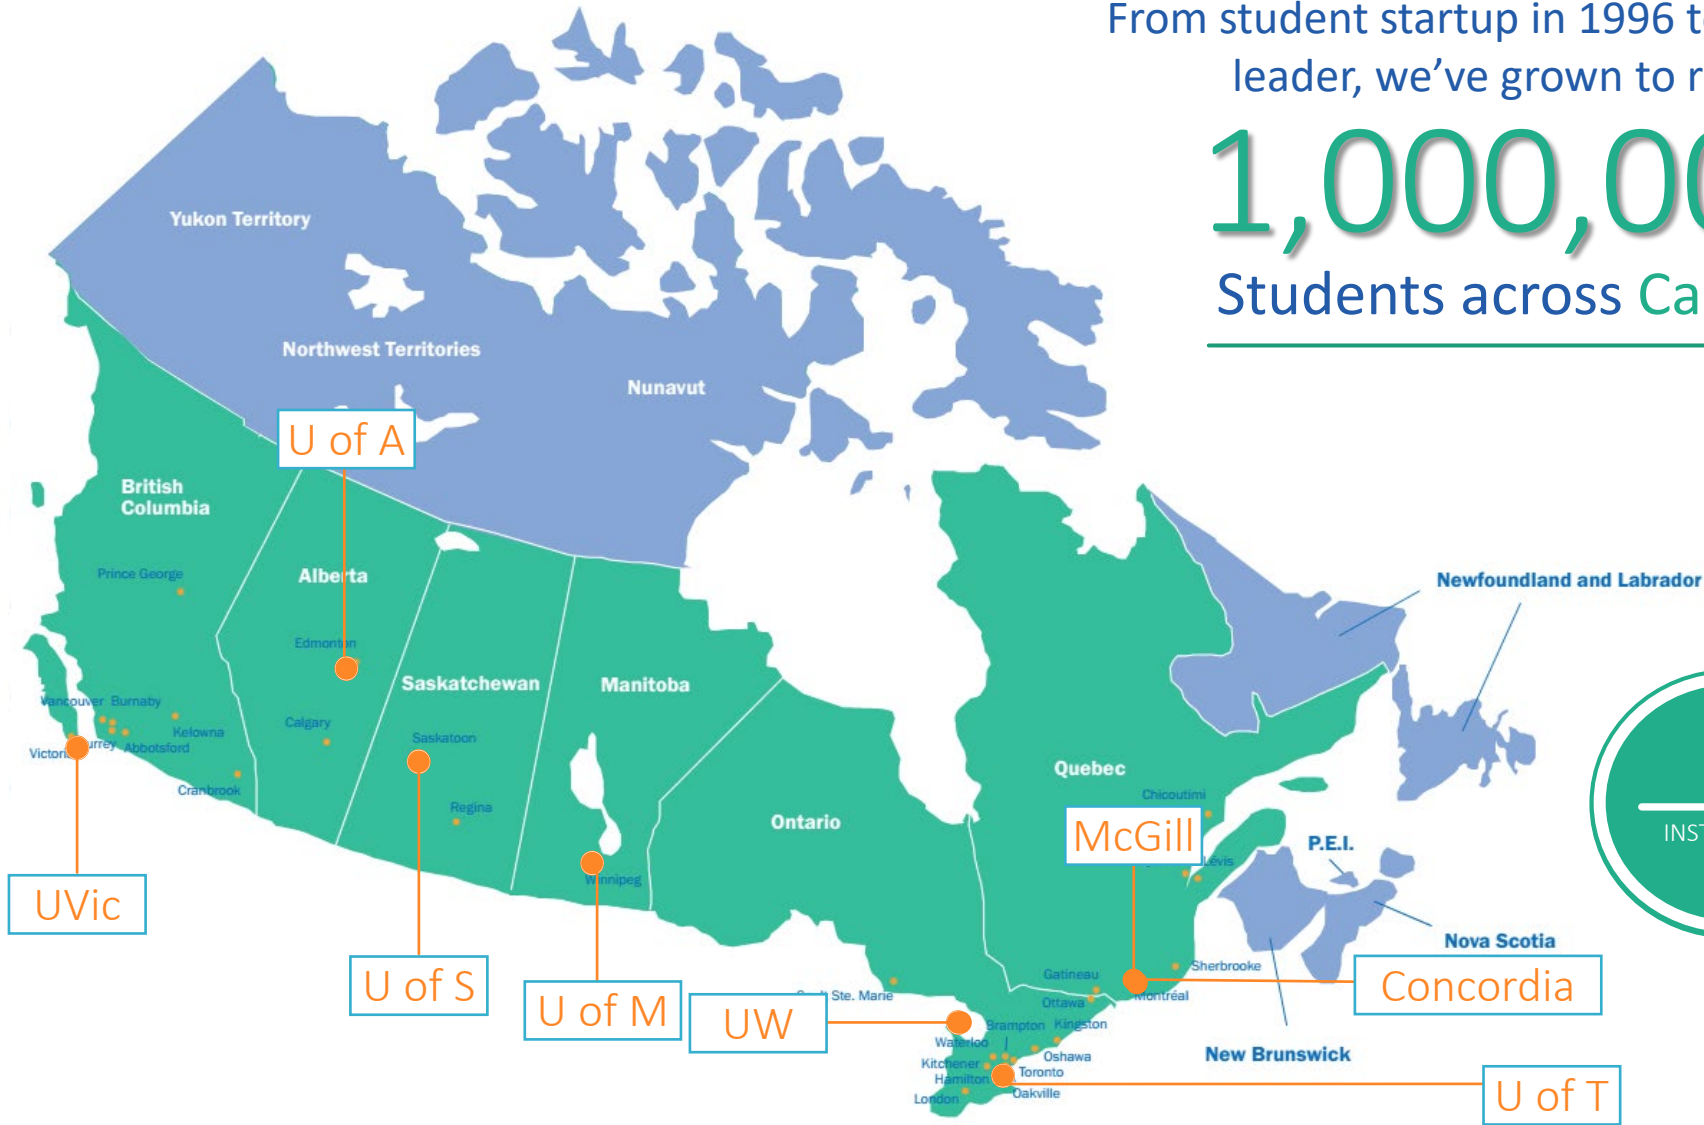 From student startup in 1996 t
leader, we've grown to r
1,000,00
Students across Ca
Yukon Territory
Northwest Territories
Nunavut
U of A
British
Columbia
Prince George
Alberta
Edmonton
Newfoundland and Labrador
Saskatchewan
Manitoba
Vancouver Burnaby
Kelowna
Calgary
Saskatoon
Victori
urrey
Abbotsford
Cranbrook
Regina
Ontario
Quebec
Chicoutimi
McGill
Lévis
P.E.I.
INST
UVic
Winnipeg
Nova Scotia
U of S
U of M
UW
Ste. Marie
Gatineau
Ottawa
Sherbrooke
Montréal
Concordia
Brampton
Kingston
Waterloo
Kitchener
Hamilton
London
Oshawa
Toronto
Oakville
New Brunswick
U of T